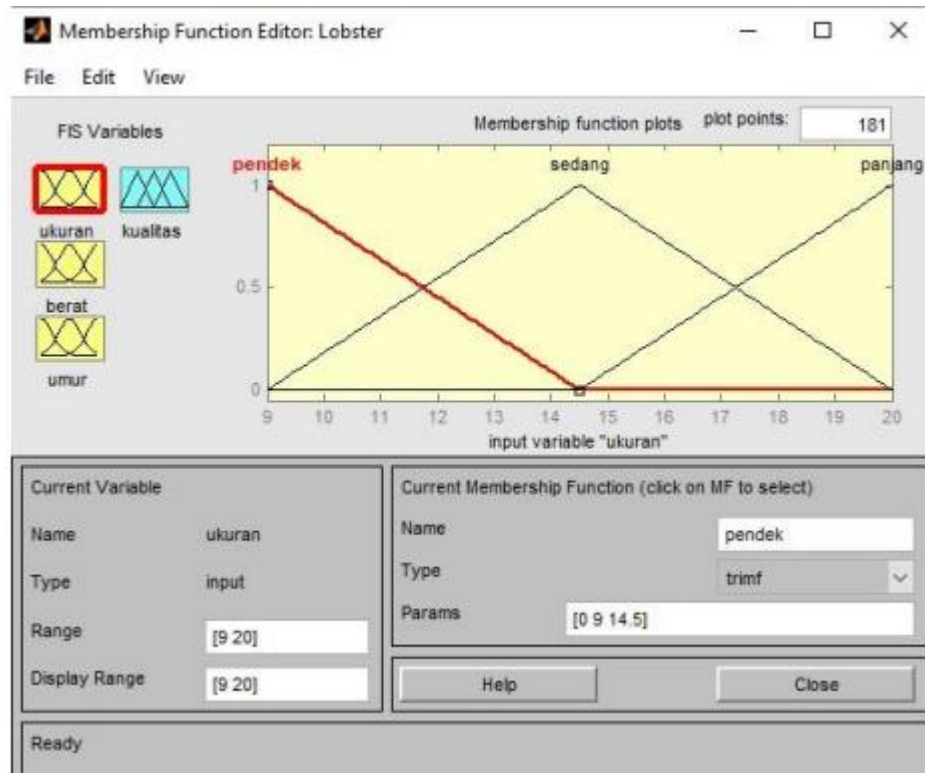 Membership Function Editor: Lobster
File Edit View
FIS Variables
ukuran
kualitas
berat
umur
Membership function plots
plot points: 181
pendek
sedang
panjang
1
0.5
0
9 10 11 12 13 14 15 16 17 18 19 20
input variable "ukuran"
Current Variable
Name ukuran
Type input
Range [9 20]
Display Range [9 20]
Current Membership Function (click on MF to select)
Name pendek
Type trimf
Params [0 9 14.5]
Help Close
Ready